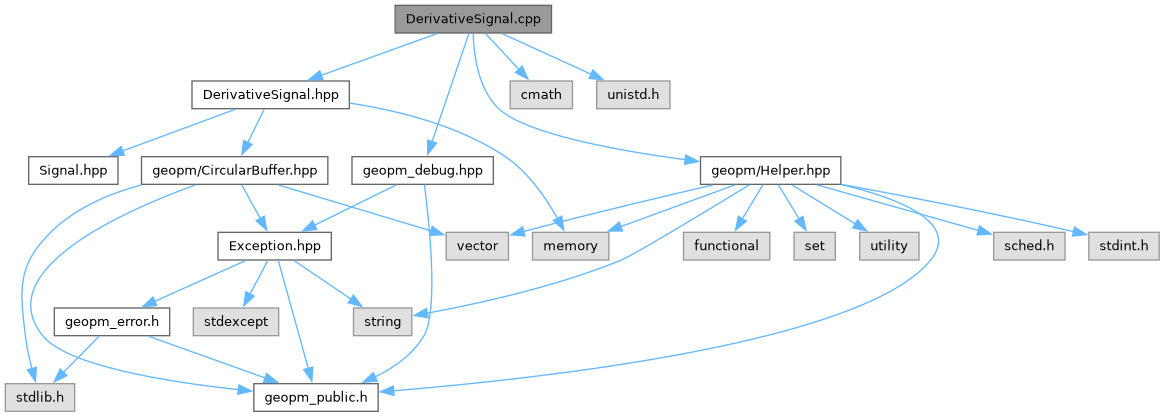 DerivativeSignal.cpp
DerivativeSignal.hpp
cmath
unistd.h
Signal.hpp
geopm/CircularBuffer.hpp
geopm_debug.hpp
geopm/Helper.hpp
Exception.hpp
vector
memory
functional
set
utility
sched.h
stdint.h
geopm_error.h
stdexcept
string
stdlib.h
geopm_public.h